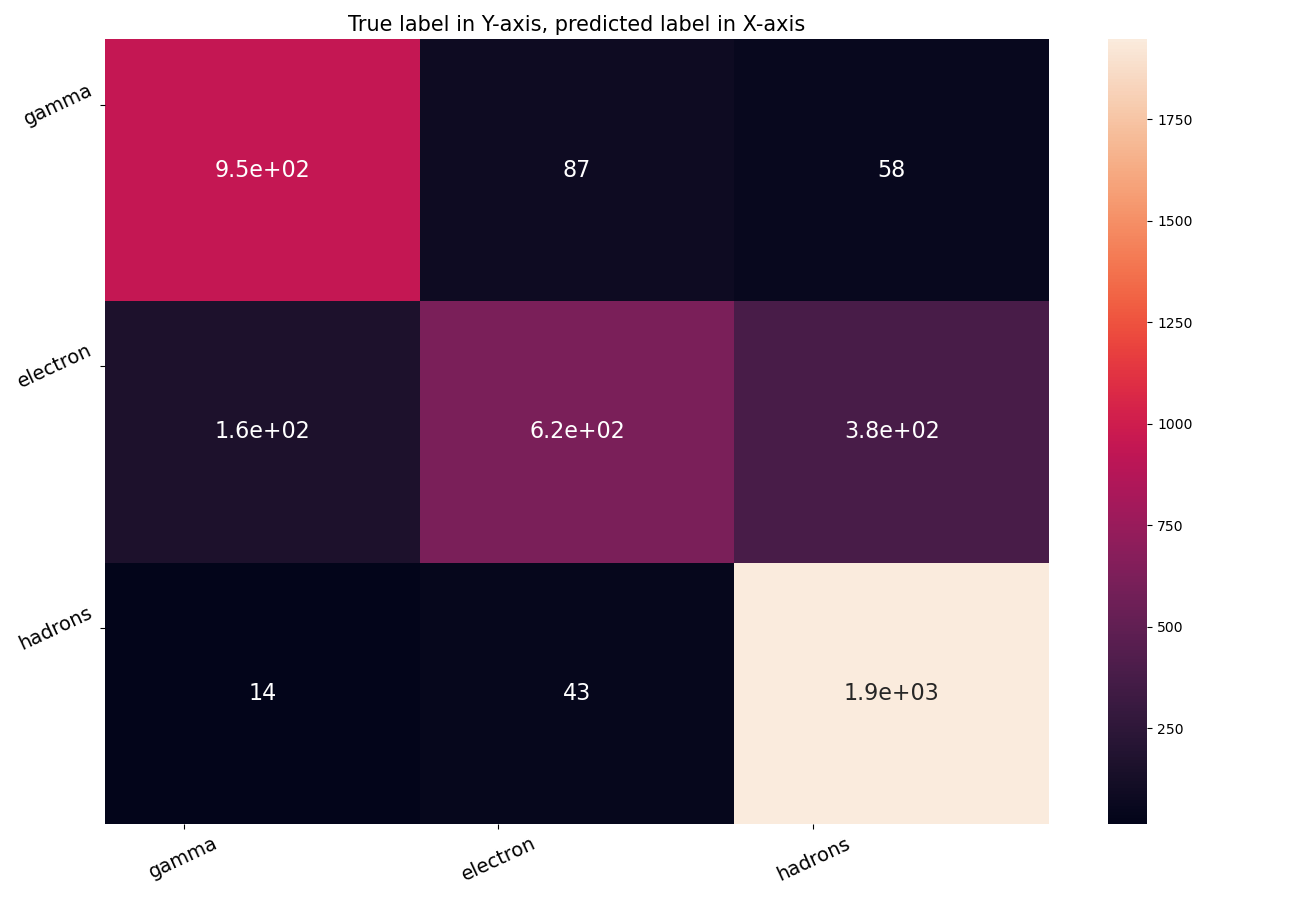 True label in Y-axis, predicted label in X-axis
gamma
9.5e+02 87 58
1750
1500
1250
electron
1.6e+02 6.2e+02 3.8e+02
1000
750
hadrons
14 43 1.9e+03
500
250
gamma electron hadrons